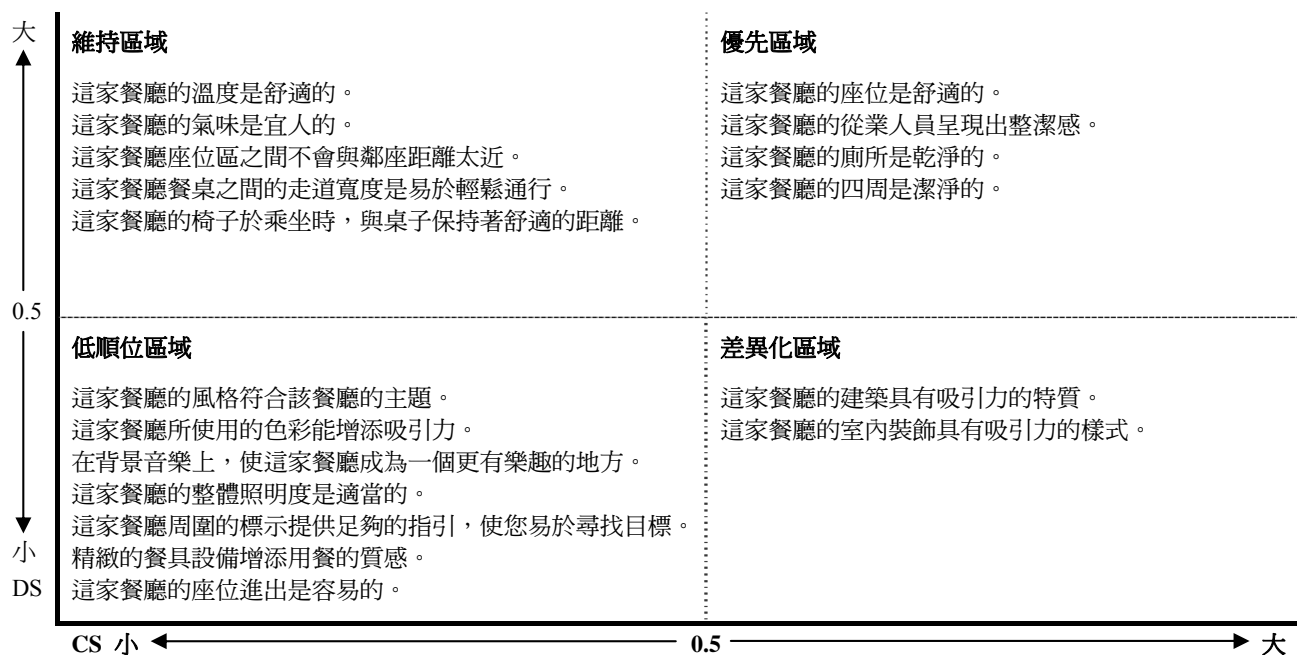 大
維持區域
這家餐廳的溫度是舒適的。
這家餐廳的氣味是宜人的。
這家餐廳座位區之間不會與鄰座距離太近。
這家餐廳餐桌之間的走道寬度是易於輕鬆通行。
這家餐廳的椅子於乘坐時，與桌子保持著舒適的距離。
優先區域
這家餐廳的座位是舒適的。
這家餐廳的從業人員呈現出整潔感。
這家餐廳的廁所是乾淨的。
這家餐廳的四周是潔淨的。
0.5
低順位區域
這家餐廳的風格符合該餐廳的主題。
這家餐廳所使用的色彩能增添吸引力。
在背景音樂上，使這家餐廳成為一個更有樂趣的地方。
這家餐廳的整體照明度是適當的。
這家餐廳周圍的標示提供足夠的指引，使您易於尋找目標。
精緻的餐具設備增添用餐的質感。
這家餐廳的座位進出是容易的。
差異化區域
這家餐廳的建築具有吸引力的特質。
這家餐廳的室內裝飾具有吸引力的樣式。
小
DS
CS 小 0.5 大